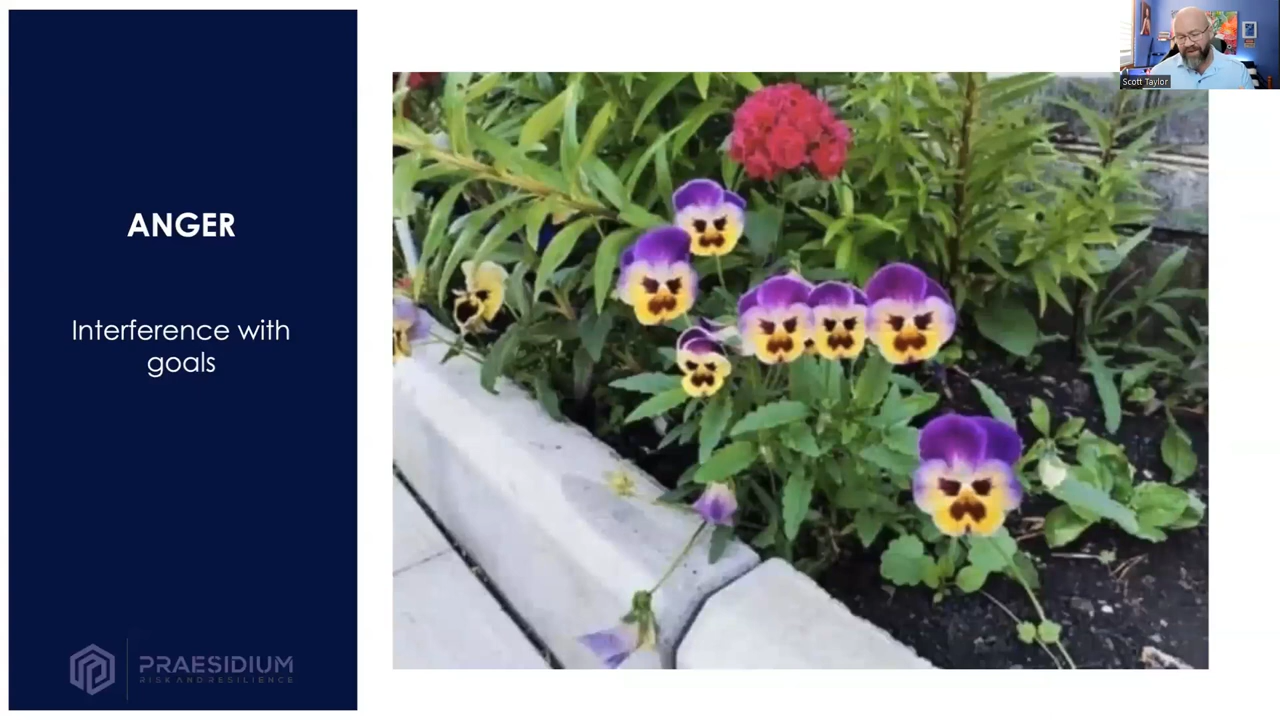 Scott Taylor
ANGER
Interference with
goals
PRAESIDIUM
RISK AND RESILIENCE